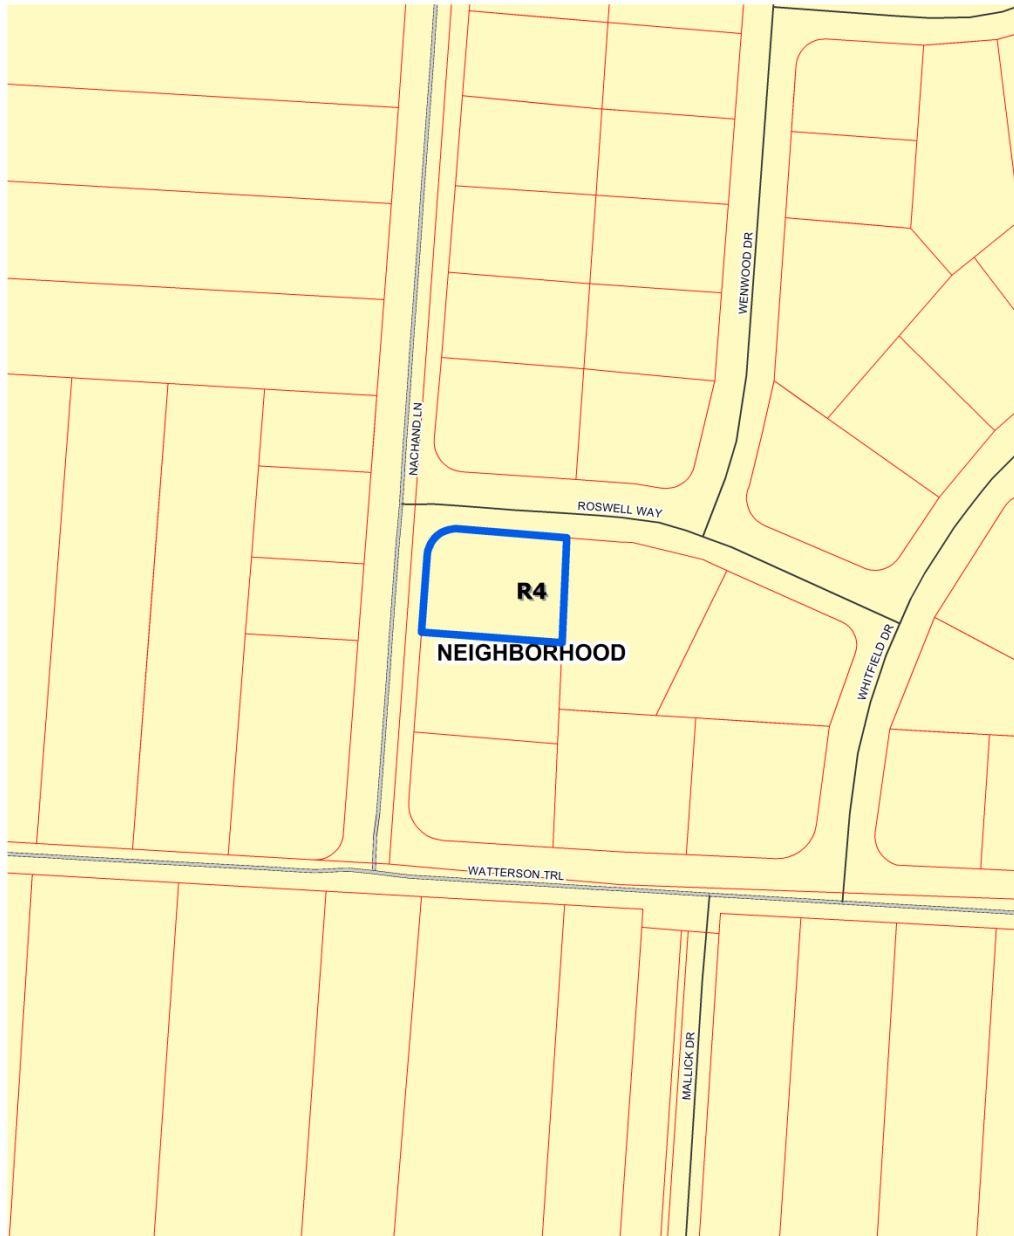 WENWOOD DR
NACHAND LN
ROSWELL WAY
R4
NEIGHBORHOOD
WHITFIELD DR
WATTERSON TRL
MALLICK DR